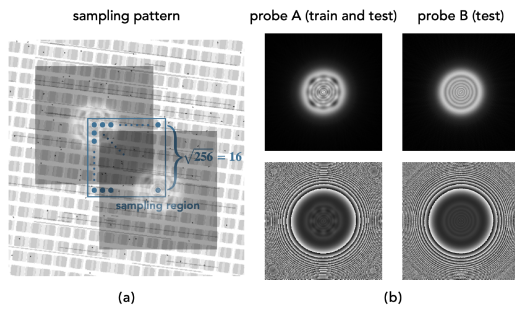 sampling pattern
probe A (train and test)
probe B (test)
√256 = 16
sampling region
(a)
(b)